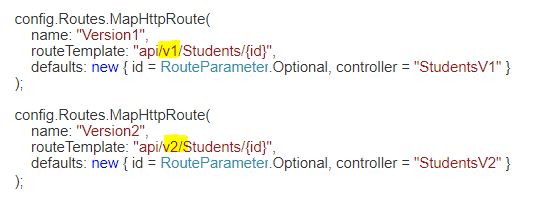 config.Routes.MapHttpRoute(
name: "Version1",
routeTemplate: "api/v1/Students/{id}",
defaults: new { id = RouteParameter.Optional, controller = "StudentsV1" }
);
config.Routes.MapHttpRoute(
name: "Version2",
routeTemplate: "api/v2/Students/{id}",
defaults: new { id = RouteParameter.Optional, controller = "StudentsV2" }
);